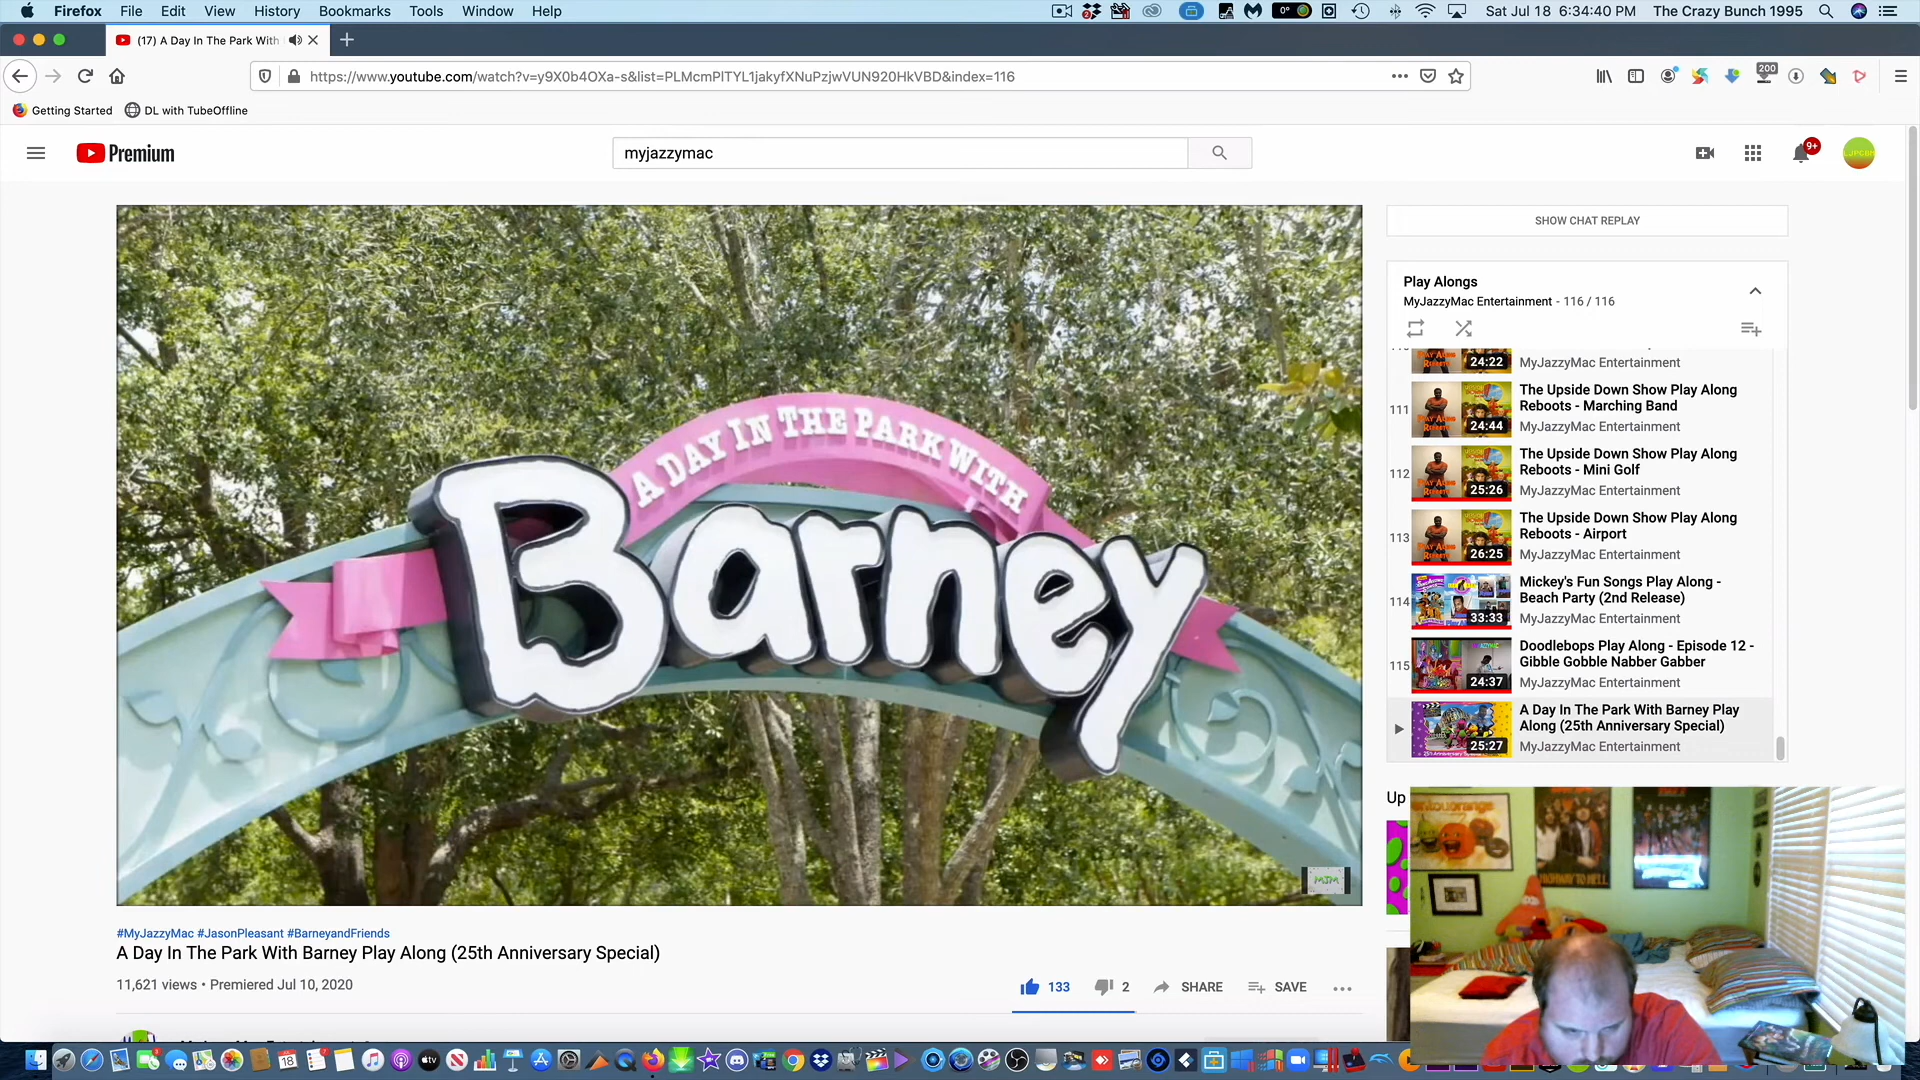 Firefox File Edit View History Bookmarks Tools Window Help
0°
Sat Jul 18 6:34:40 PM The Crazy Bunch 1995
(17) A Day In The Park With
https://www.youtube.com/watch?v=y9X0b4OXa-s&list=PLMcmPlTYL1jakyfXNuPzjwVUN920HkVBD&index=116
200
Getting Started DL with TubeOffline
Premium
myjazzymac
9+
SHOW CHAT REPLAY
A DAY IN THE PARK WITH
Barney
MJM
Play Alongs
MyJazzyMac Entertainment - 116 / 116
24:22
MyJazzyMac Entertainment
111
The Upside Down Show Play Along
Reboots - Marching Band
24:44
MyJazzyMac Entertainment
112
The Upside Down Show Play Along
Reboots - Mini Golf
25:26
MyJazzyMac Entertainment
113
The Upside Down Show Play Along
Reboots - Airport
26:25
MyJazzyMac Entertainment
114
Mickey's Fun Songs Play Along -
Beach Party (2nd Release)
33:33
MyJazzyMac Entertainment
115
Doodlebops Play Along - Episode 12 -
Gibble Gobble Nabber Gabber
24:37
MyJazzyMac Entertainment
A Day In The Park With Barney Play
Along (25th Anniversary Special)
25:27
MyJazzyMac Entertainment
Up
HIGHWAY TO HELL
#MyJazzyMac #JasonPleasant #BarneyandFriends
A Day In The Park With Barney Play Along (25th Anniversary Special)
11,621 views • Premiered Jul 10, 2020
133 2 SHARE SAVE